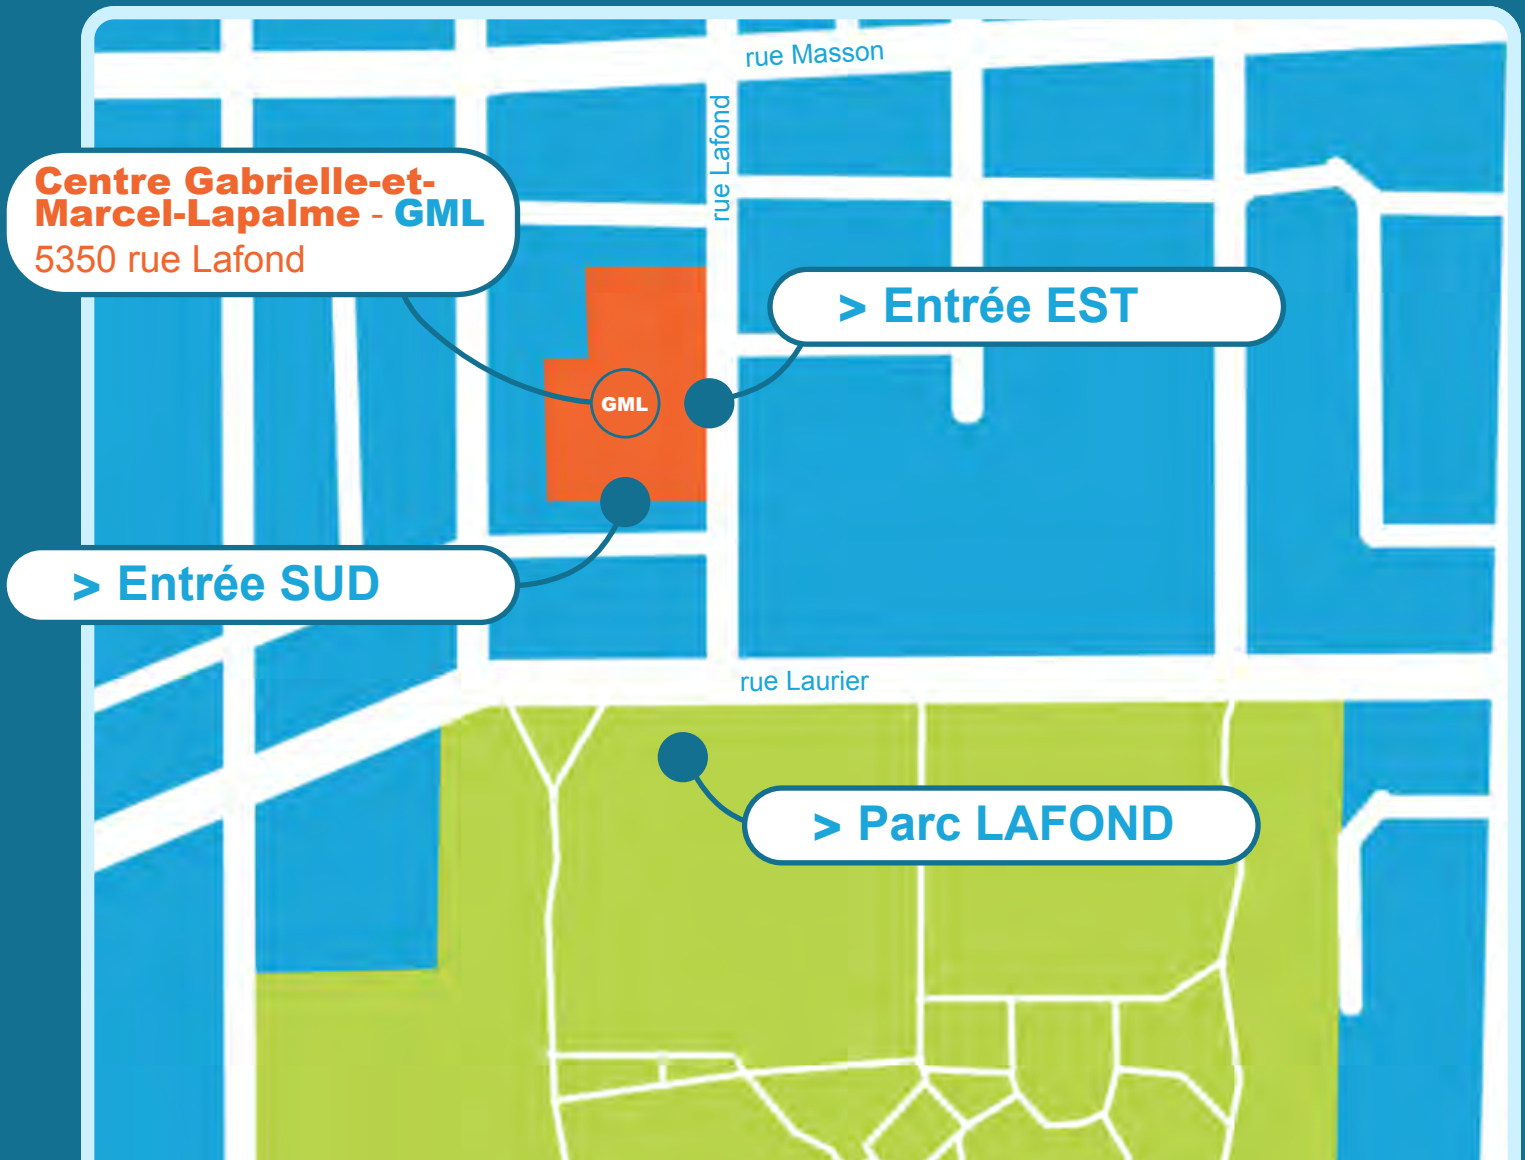 rue Masson
rue Lafond
Centre Gabrielle-et-
Marcel-Lapalme - GML
5350 rue Lafond
> Entrée EST
GML
> Entrée SUD
rue Laurier
> Parc LAFOND